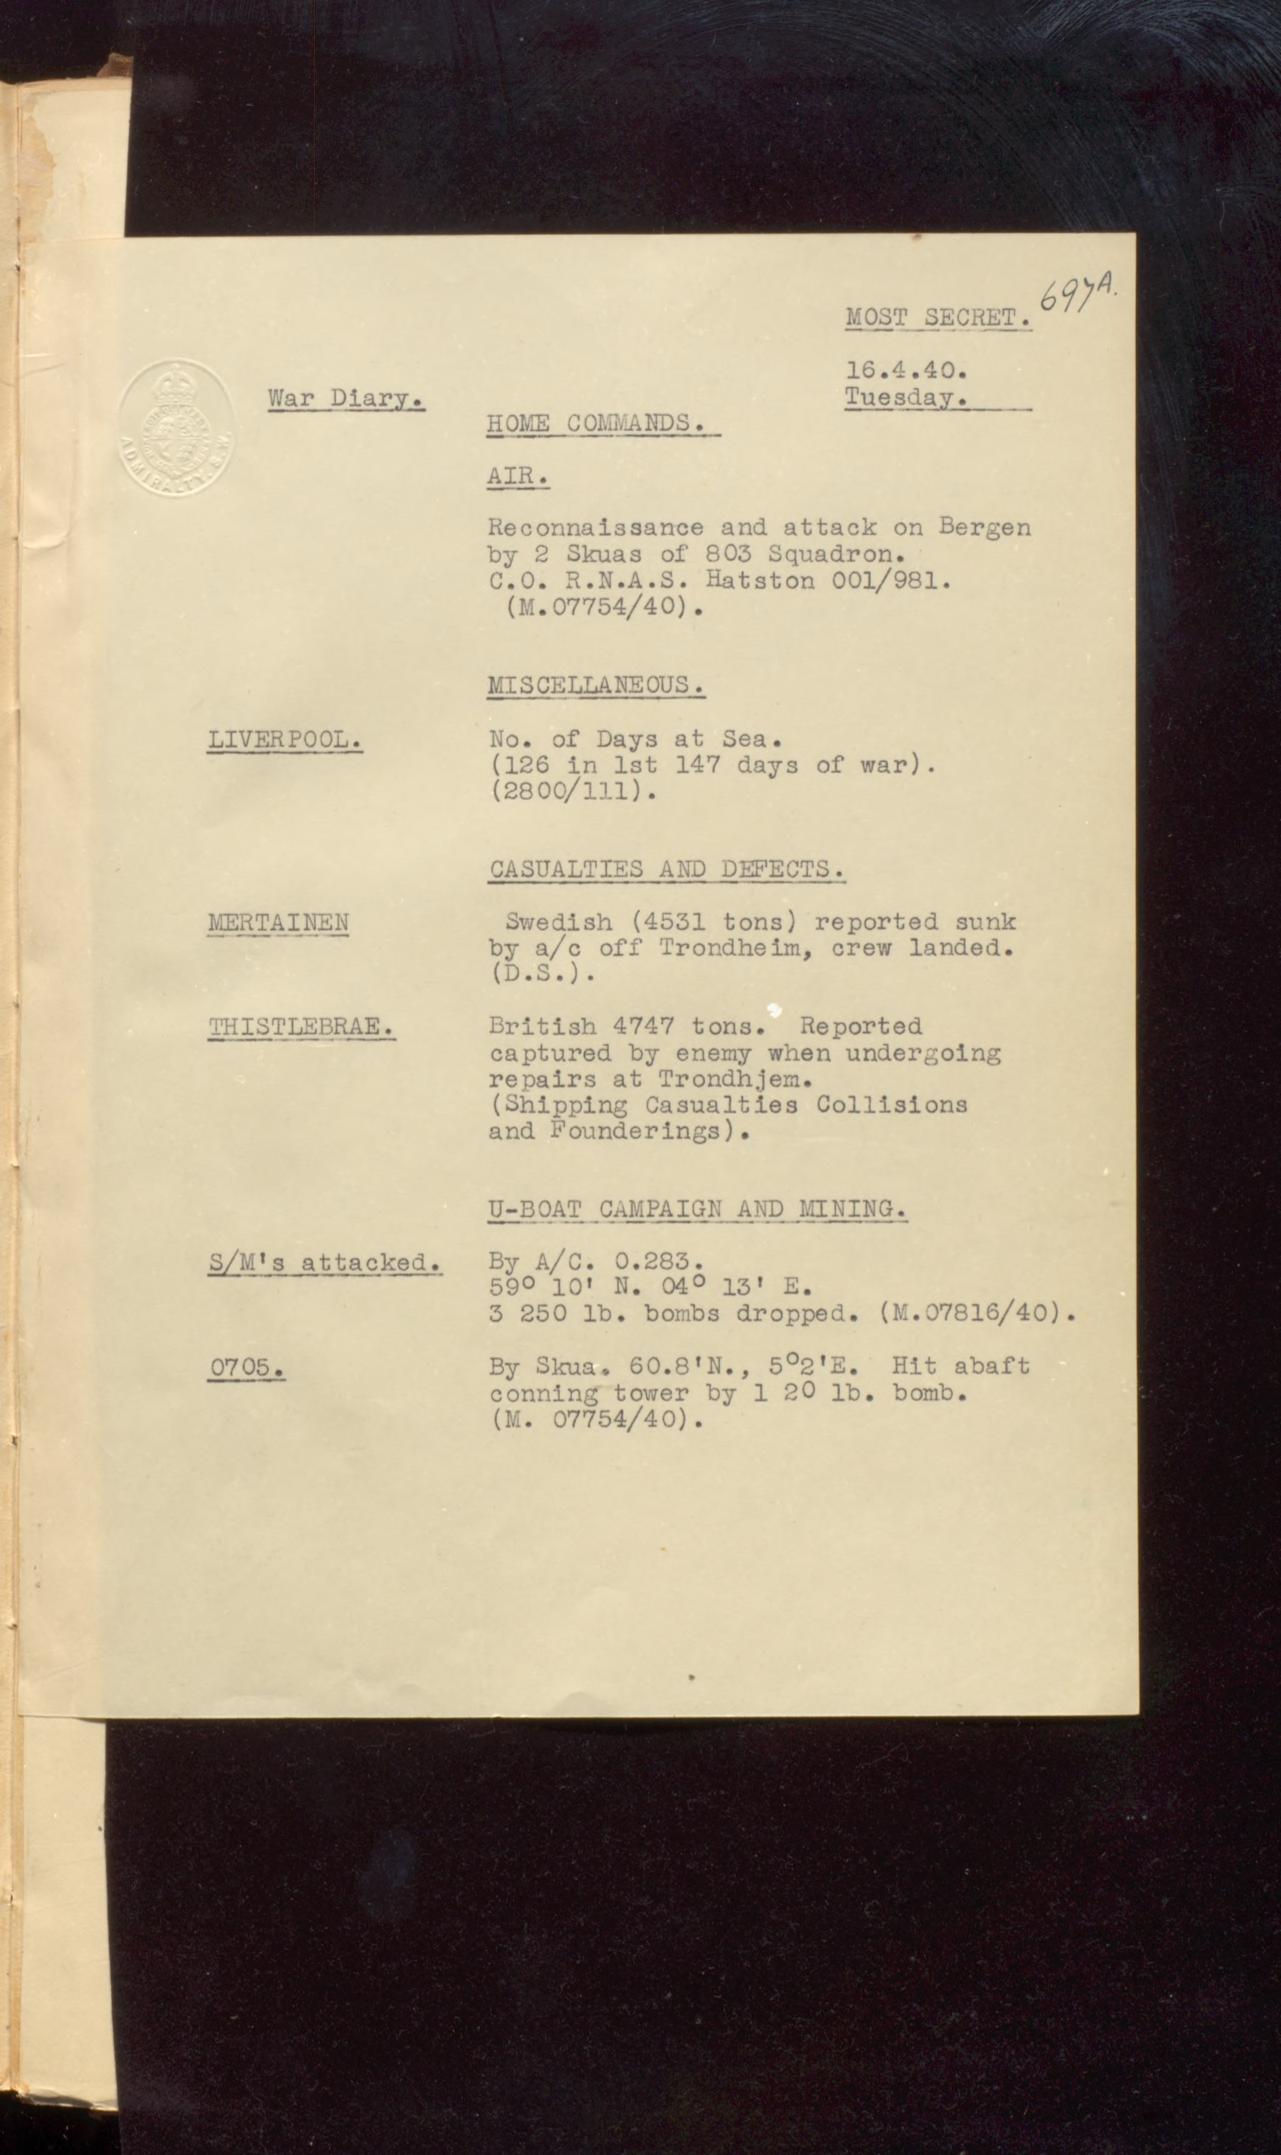 697A.
MOST SECRET.
16.4.40.
War Diary.
Tuesday.
HOME COMMANDS.
AIR.
Reconnaissance and attack on Bergen
by 2 Skuas of 803 Squadron.
C.O. R.N.A.S. Hatston 001/981.
(M.07754/40).
MISCELLANEOUS.
LIVERPOOL. No. of Days at Sea.
(126 in 1st 147 days of war).
(2800/111).
CASUALTIES AND DEFECTS.
MERTAINEN Swedish (4531 tons) reported sunk
by a/c off Trondheim, crew landed.
(D.S.).
THISTLEBRAE. British 4747 tons. Reported
captured by enemy when undergoing
repairs at Trondhjem.
(Shipping Casualties Collisions
and Founderings).
U-BOAT CAMPAIGN AND MINING.
S/M's attacked. By A/C. O.283.
59° 10' N. 04° 13' E.
3 250 lb. bombs dropped. (M.07816/40).
0705. By Skua. 60.8'N., 5°2'E. Hit abaft
conning tower by 1 20 lb. bomb.
(M. 07754/40).
ADMIRALTY. S.W.